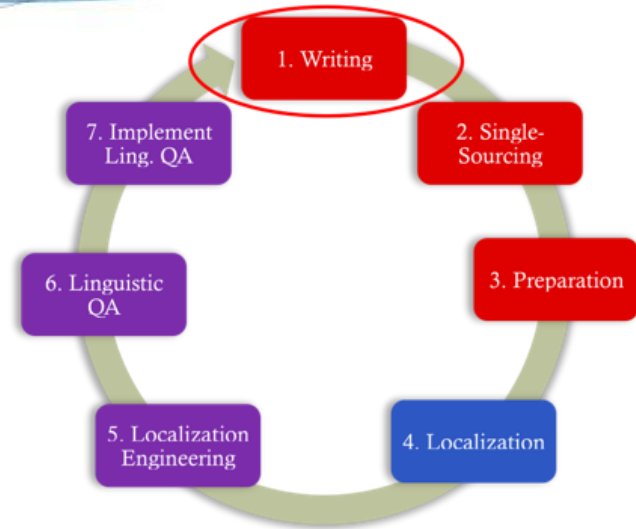 1. Writing
2. Single-
Sourcing
3. Preparation
4. Localization
5. Localization
Engineering
6. Linguistic
QA
7. Implement
Ling. QA